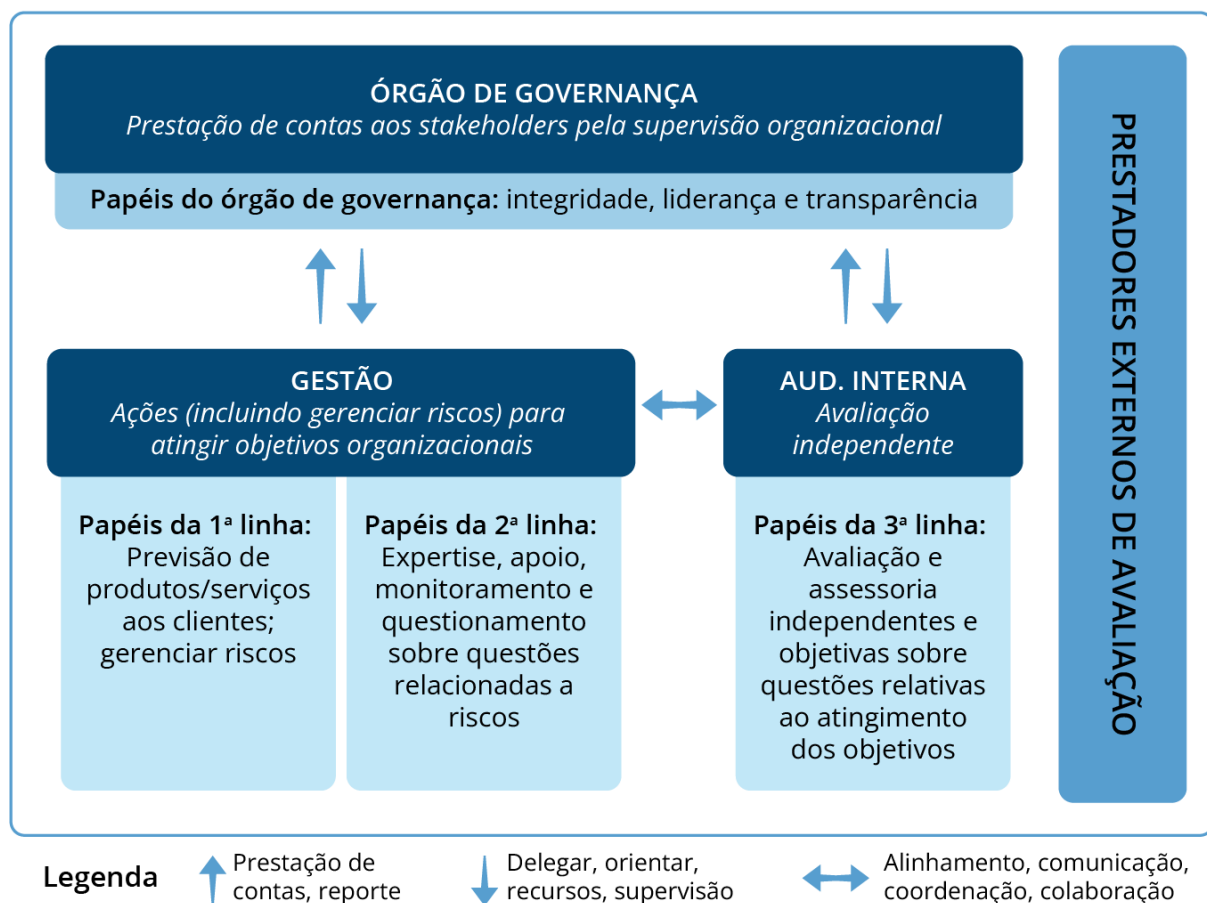 ÓRGÃO DE GOVERNANÇA
Prestação de contas aos stakeholders pela supervisão organizacional
Papéis do órgão de governança: integridade, liderança e transparência
GESTÃO
Ações (incluindo gerenciar riscos) para
atingir objetivos organizacionais
Papéis da 1ª linha:
Previsão de
produtos/serviços
aos clientes;
gerenciar riscos
Papéis da 2ª linha:
Expertise, apoio,
monitoramento e
questionamento
sobre questões
relacionadas a
riscos
AUD. INTERNA
Avaliação
independente
Papéis da 3ª linha:
Avaliação e
assessoria
independentes e
objetivas sobre
questões relativas
ao atingimento
dos objetivos
PRESTADORES EXTERNOS DE AVALIAÇÃO
Legenda
Prestação de
contas, reporte
Delegar, orientar,
recursos, supervisão
Alinhamento, comunicação,
coordenação, colaboração